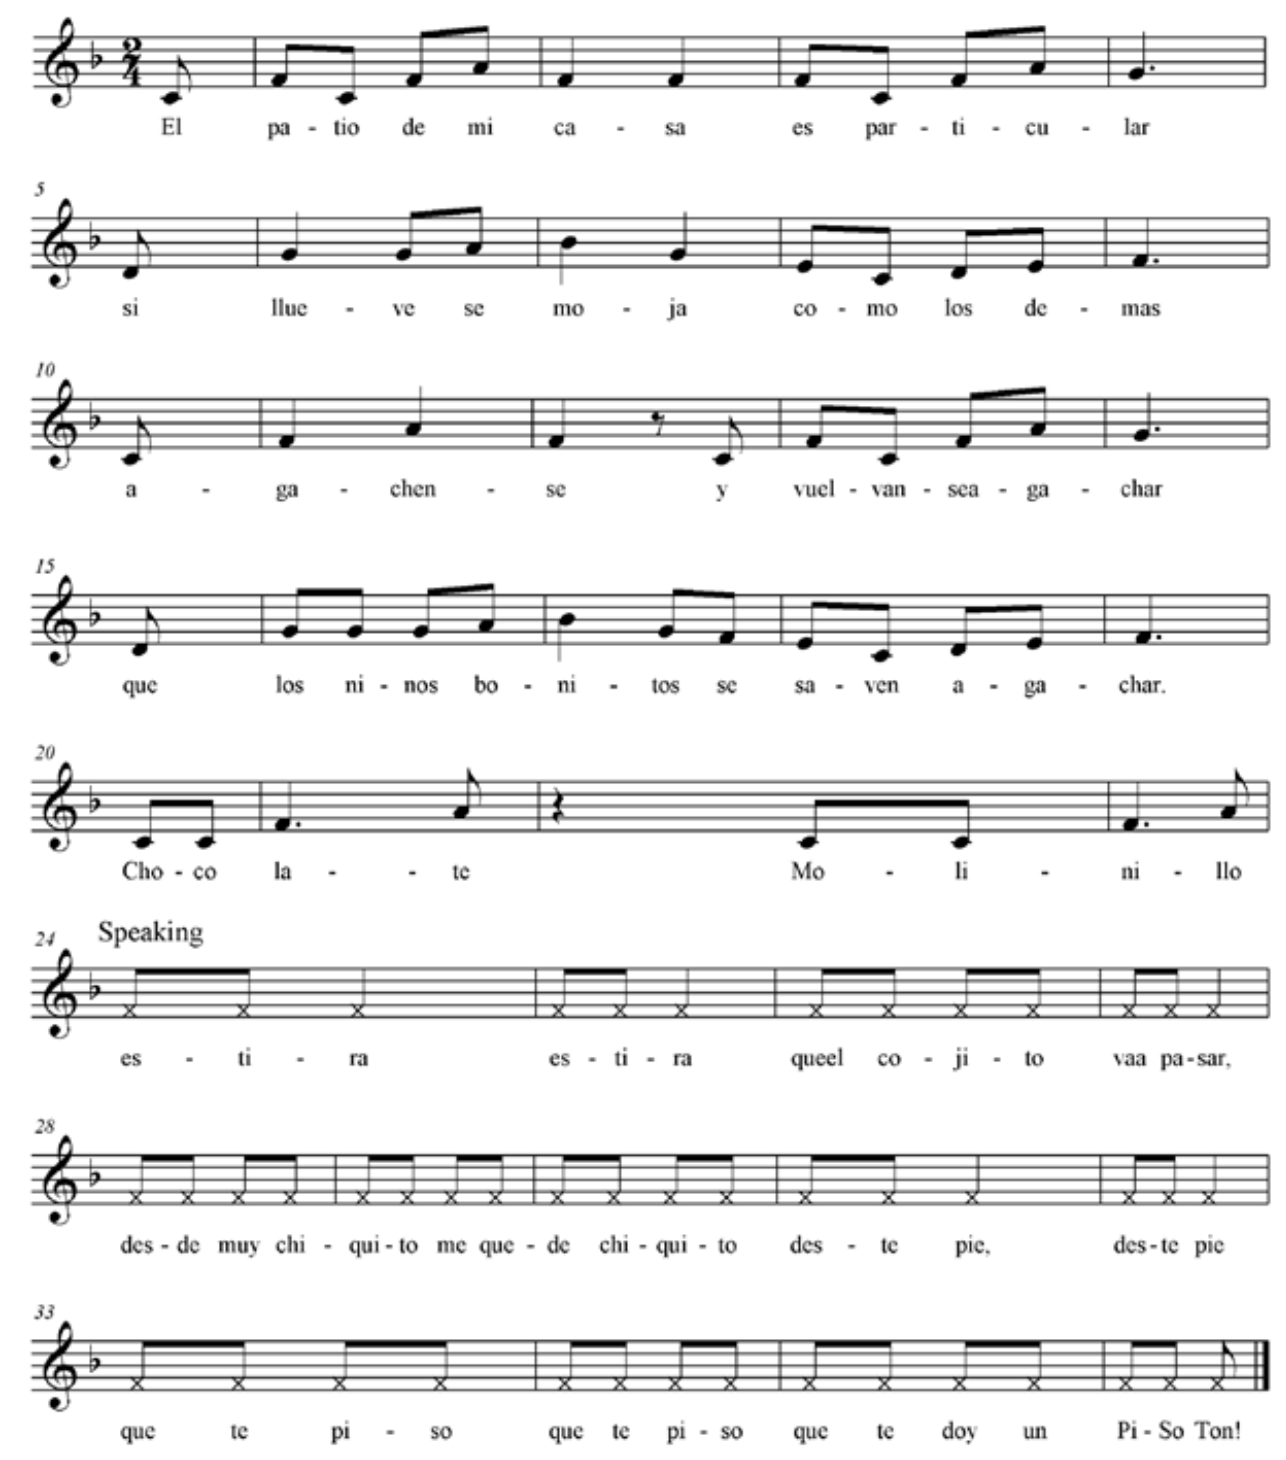 El pa - tio de mi ca - sa es par - ti - cu - lar
5
si llue - ve se mo - ja co - mo los de - mas
10
a - ga - chen - se y vuel - van - sea - ga - char
15
que los ni - nos bo - ni - tos se sa - ven a - ga - char.
20
Cho - co la - - te Mo - li - ni - llo
24 Speaking
es - ti - ra es - ti - ra queel co - ji - to vaa pa - sar,
28
des - de muy chi - qui - to me que - de chi - qui - to des - te pie, des - te pie
33
que te pi - so que te pi - so que te doy un Pi - So Ton!